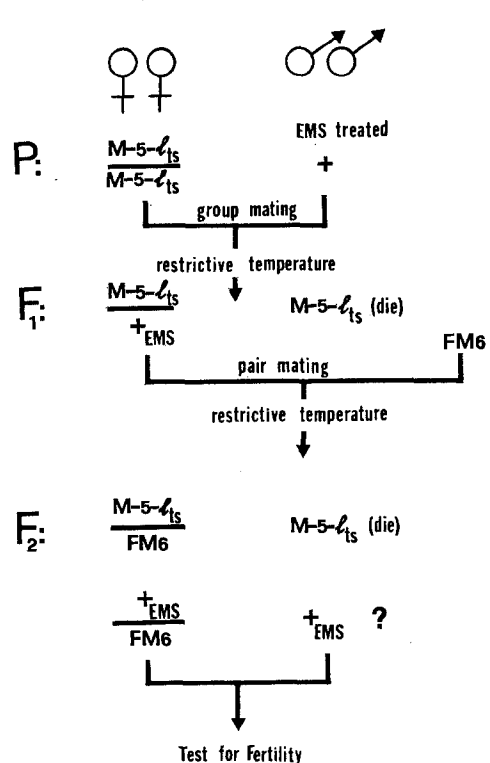 EMS treated
P: M-5-ℓts / M-5-ℓts +
group mating
restrictive temperature
F1: M-5-ℓts / +EMS M-5-ℓts (die)
FM6
pair mating
restrictive temperature
F2: M-5-ℓts / FM6 M-5-ℓts (die)
+EMS / FM6 +EMS ?
Test for Fertility